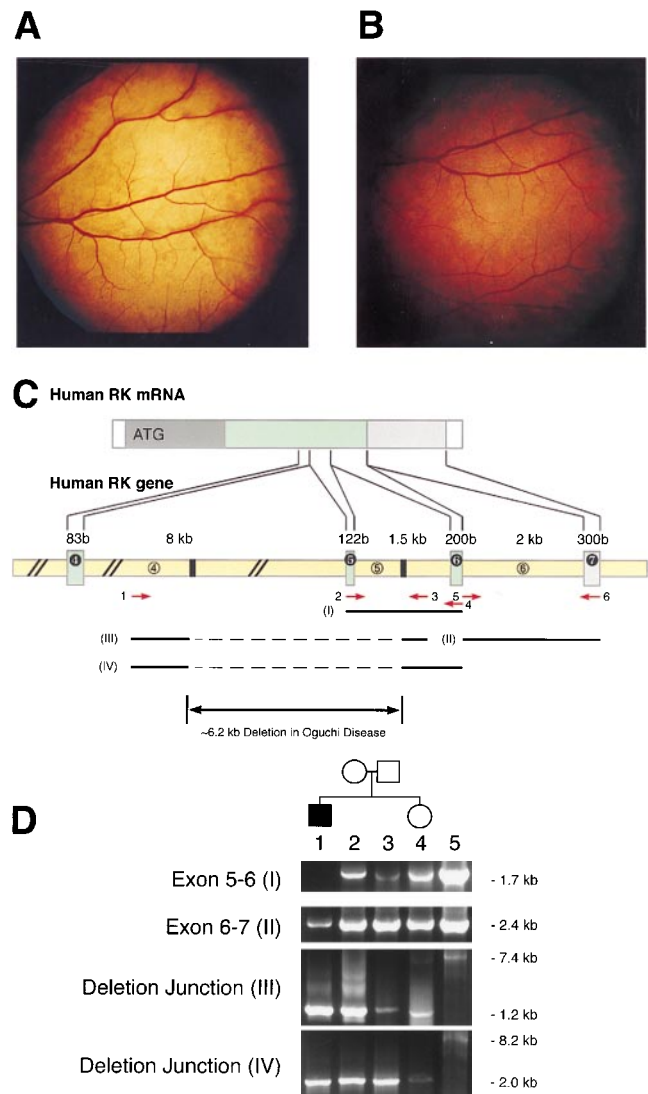 A
B
C Human RK mRNA
ATG
Human RK gene
83b 8 kb 122b 1.5 kb 200b 2 kb 300b
4 ④ 5 ⑤ 6 ⑥ 7
1 2 3 5 4 6
(I)
(III) (II)
(IV)
~6.2 kb Deletion in Oguchi Disease
D
1 2 3 4 5
Exon 5-6 (I) - 1.7 kb
Exon 6-7 (II) - 2.4 kb
- 7.4 kb
Deletion Junction (III)
- 1.2 kb
- 8.2 kb
Deletion Junction (IV)
- 2.0 kb